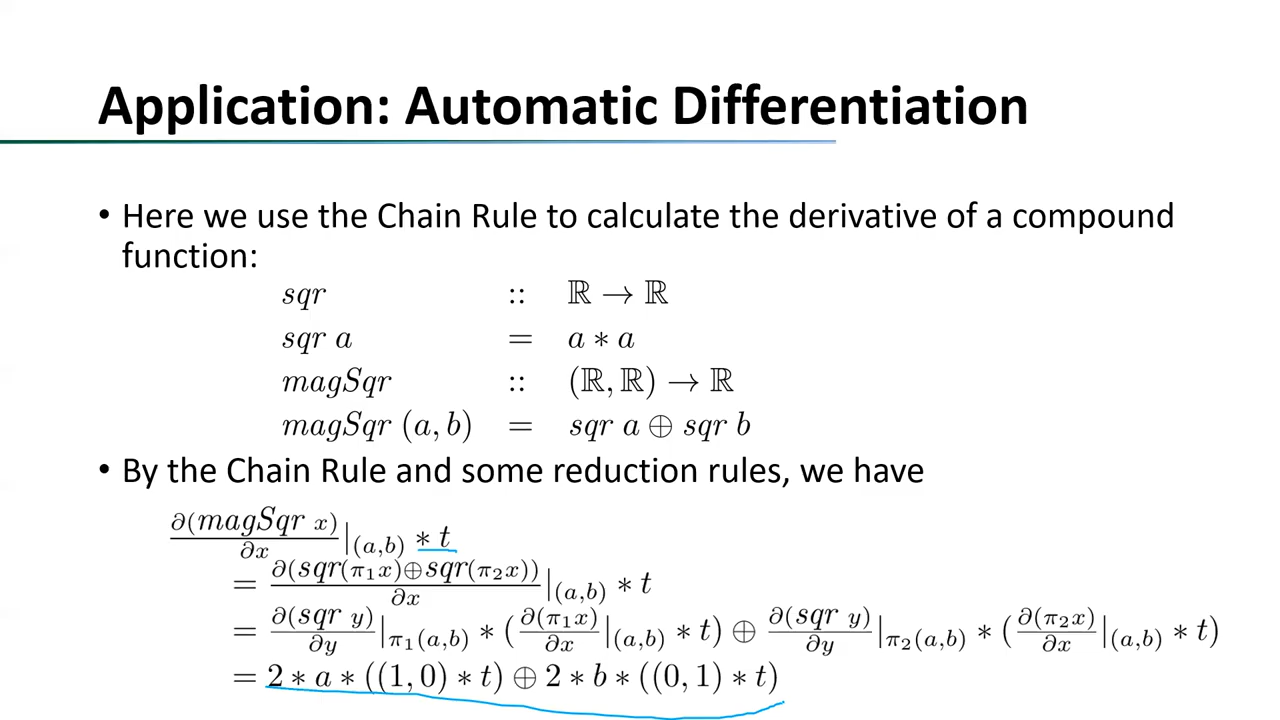 Application: Automatic Differentiation
• Here we use the Chain Rule to calculate the derivative of a compound
function:
sqr :: ℝ → ℝ
sqr a = a ∗ a
magSqr :: (ℝ, ℝ) → ℝ
magSqr (a, b) = sqr a ⊕ sqr b
• By the Chain Rule and some reduction rules, we have
∂(magSqr x)/∂x |(a,b) ∗ t
= ∂(sqr(π₁x)⊕sqr(π₂x))/∂x |(a,b) ∗ t
= ∂(sqr y)/∂y |π₁(a,b) ∗ (∂(π₁x)/∂x |(a,b) ∗ t) ⊕ ∂(sqr y)/∂y |π₂(a,b) ∗ (∂(π₂x)/∂x |(a,b) ∗ t)
= 2 ∗ a ∗ ((1, 0) ∗ t) ⊕ 2 ∗ b ∗ ((0, 1) ∗ t)